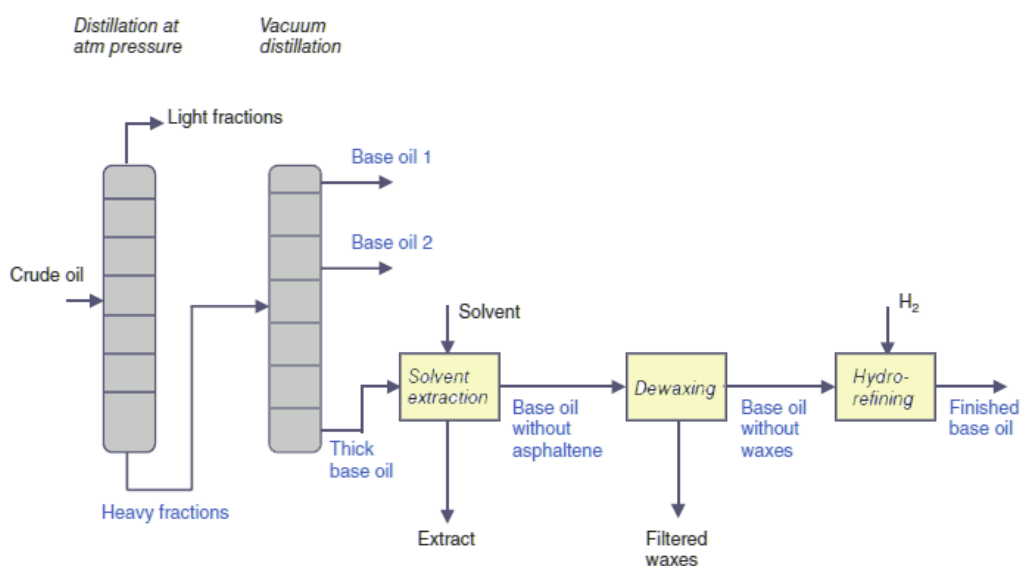 Distillation at
atm pressure
Vacuum
distillation
Light fractions
Base oil 1
Base oil 2
Crude oil
Solvent
H₂
Solvent
extraction
Dewaxing
Hydro-
refining
Thick
base oil
Base oil
without
asphaltene
Base oil
without
waxes
Finished
base oil
Heavy fractions
Extract
Filtered
waxes